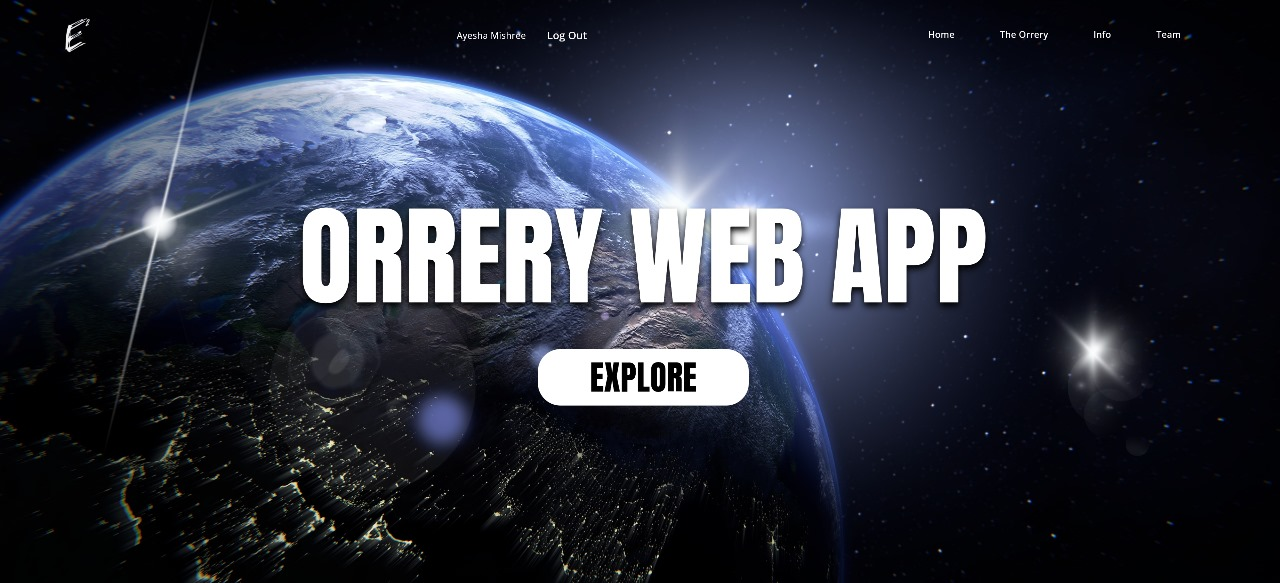 E²
Ayesha Mishree Log Out
Home The Orrery Info Team
ORRERY WEB APP
EXPLORE